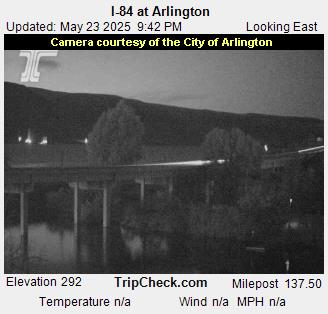 I-84 at Arlington
Updated: May 23 2025 9:42 PM Looking East
Camera courtesy of the City of Arlington
Elevation 292 TripCheck.com Milepost 137.50
Temperature n/a Wind n/a MPH n/a